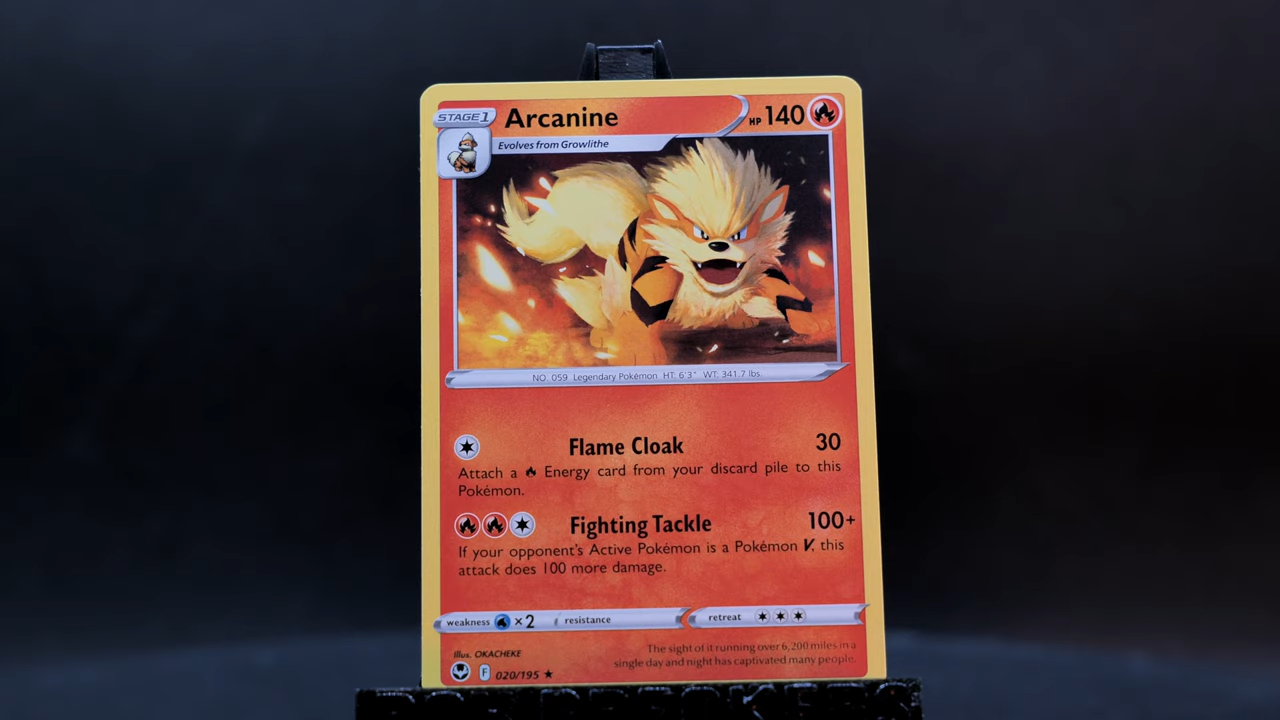 STAGE 1
Arcanine
HP 140
Evolves from Growlithe
NO. 059 Legendary Pokémon HT: 6'3" WT: 341.7 lbs
Flame Cloak 30
Attach a Energy card from your discard pile to this
Pokémon.
Fighting Tackle 100+
If your opponent's Active Pokémon is a Pokémon V, this
attack does 100 more damage.
weakness ×2 resistance retreat
Illus. OKACHEKE
The sight of it running over 6,200 miles in a
single day and night has captivated many people.
F 020/195 ★